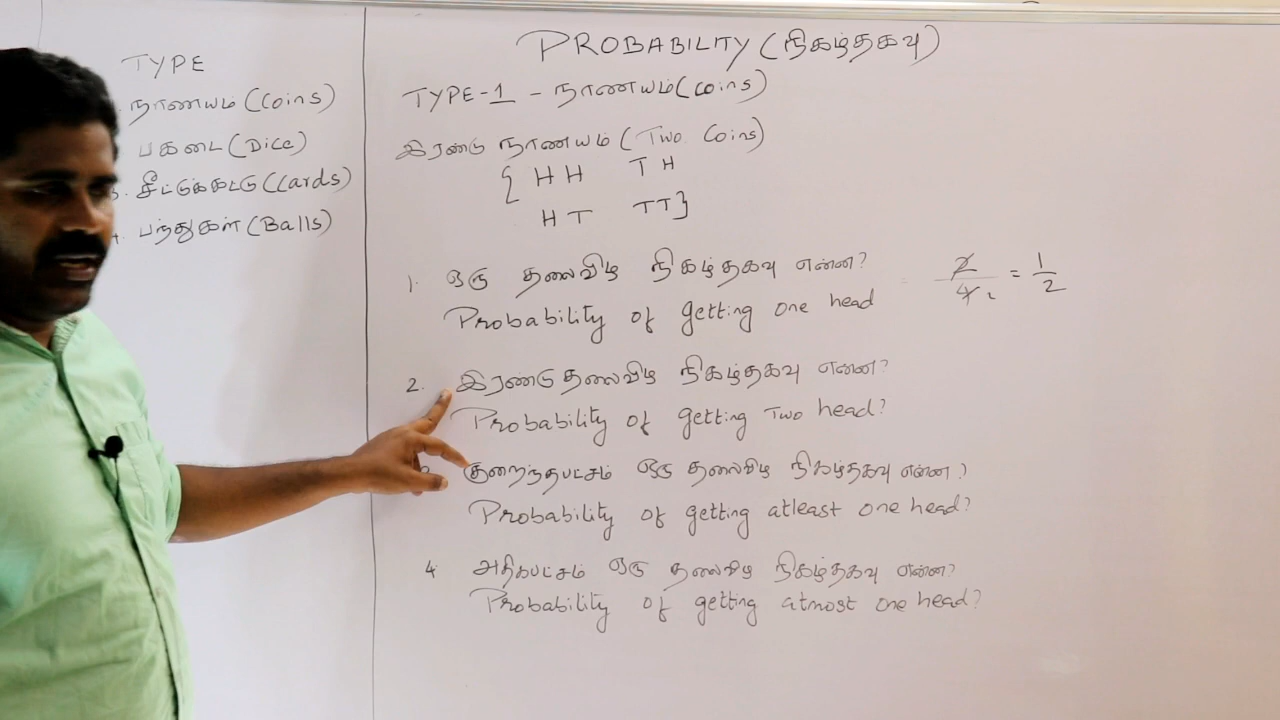 TYPE
நாணயம் (Coins)
பகடை (Dice)
சீட்டுக்கட்டு (Cards)
பந்துகள் (Balls)
PROBABILITY (நிகழ்தகவு)
TYPE-1 - நாணயம் (coins)
இரண்டு நாணயம் (Two Coins)
{ HH TH
HT TT }
1. ஒரு தலைவிழ நிகழ்தகவு என்ன?
Probability of getting one head
2/4 2 = 1/2
2. இரண்டு தலைவிழ நிகழ்தகவு என்ன?
Probability of getting Two head?
குறைந்தபட்சம் ஒரு தலைவிழ நிகழ்தகவு என்ன?
Probability of getting atleast one head?
4 அதிகபட்சம் ஒரு தலைவிழ நிகழ்தகவு என்ன?
Probability of getting atmost one head?